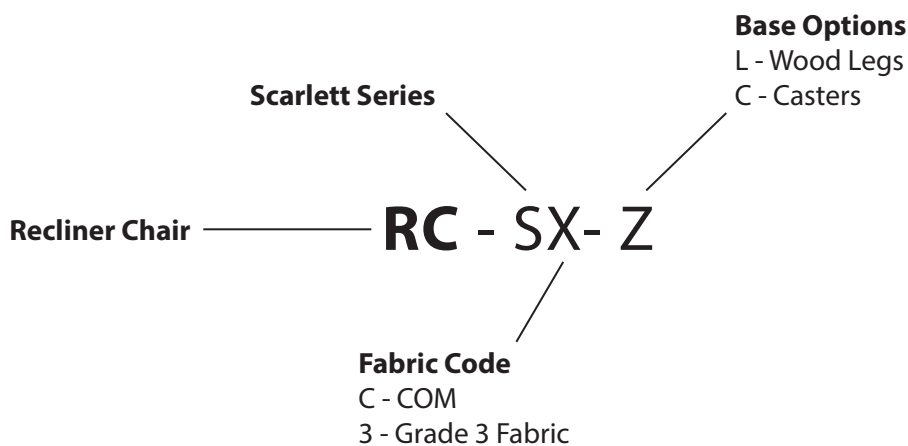 Base Options
L - Wood Legs
C - Casters
Scarlett Series
Recliner Chair
RC - SX- Z
Fabric Code
C - COM
3 - Grade 3 Fabric